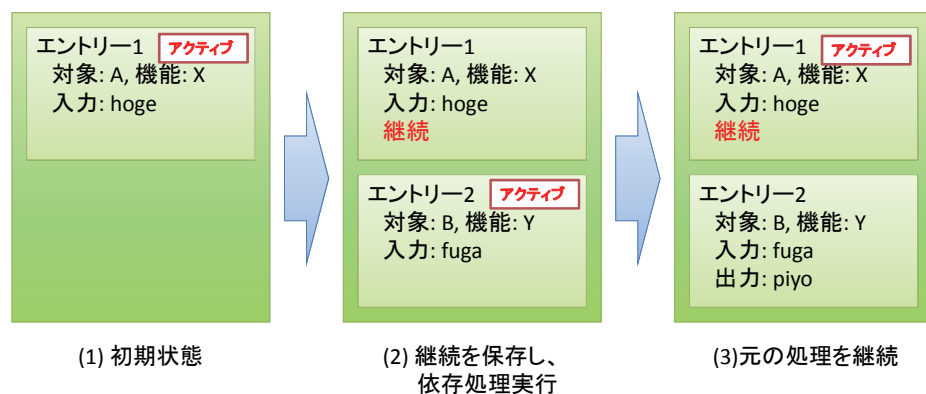 エントリー1 アクティブ
対象: A, 機能: X
入力: hoge
エントリー1
対象: A, 機能: X
入力: hoge
継続
エントリー2 アクティブ
対象: B, 機能: Y
入力: fuga
エントリー1 アクティブ
対象: A, 機能: X
入力: hoge
継続
エントリー2
対象: B, 機能: Y
入力: fuga
出力: piyo
(1) 初期状態
(2) 継続を保存し、
依存処理実行
(3)元の処理を継続